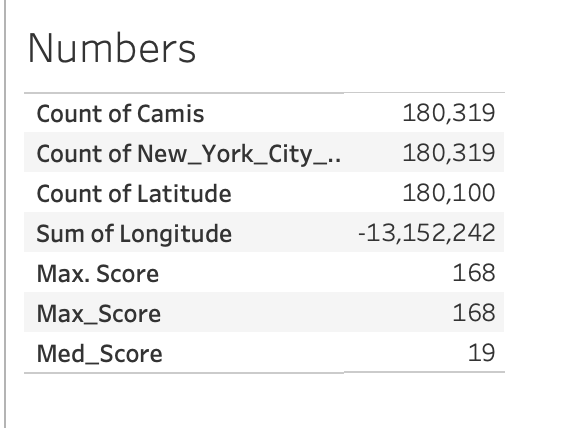 Numbers
Count of Camis 180,319
Count of New_York_City_.. 180,319
Count of Latitude 180,100
Sum of Longitude -13,152,242
Max. Score 168
Max_Score 168
Med_Score 19